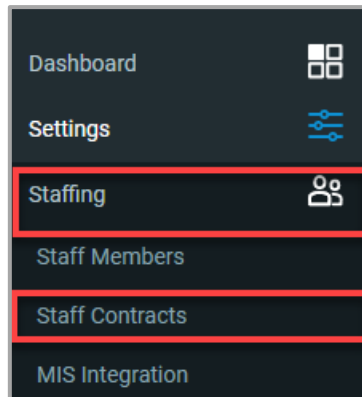 Dashboard
Settings
Staffing
Staff Members
Staff Contracts
MIS Integration